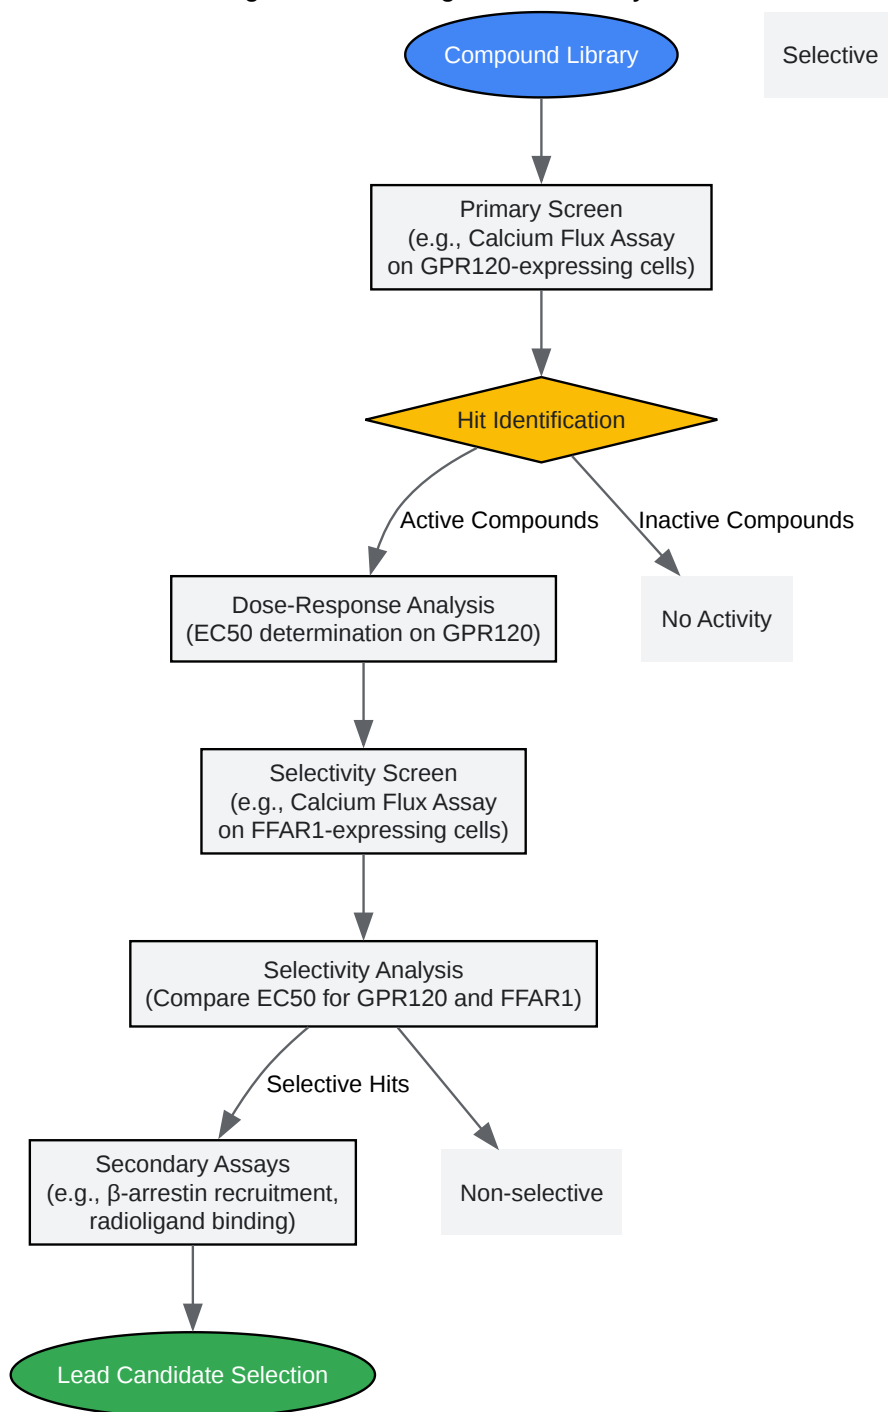 Compound Library
Selective
Primary Screen
(e.g., Calcium Flux Assay
on GPR120-expressing cells)
Hit Identification
Active Compounds
Inactive Compounds
Dose-Response Analysis
(EC50 determination on GPR120)
No Activity
Selectivity Screen
(e.g., Calcium Flux Assay
on FFAR1-expressing cells)
Selectivity Analysis
(Compare EC50 for GPR120 and FFAR1)
Selective Hits
Secondary Assays
(e.g., β-arrestin recruitment,
radioligand binding)
Non-selective
Lead Candidate Selection